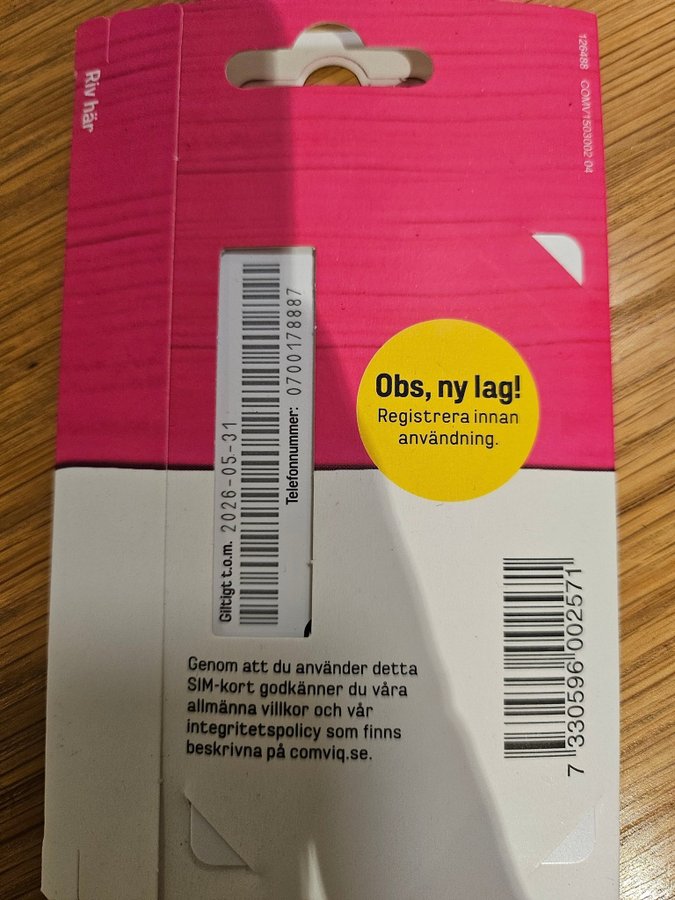 Riv här
126488 COMV1503002 04
Giltigt t.o.m. 2026-05-31
Telefonnummer: 0700178887
Obs, ny lag!
Registrera innan
användning.
7 330596 002571
Genom att du använder detta
SIM-kort godkänner du våra
allmänna villkor och vår
integritetspolicy som finns
beskrivna på comviq.se.